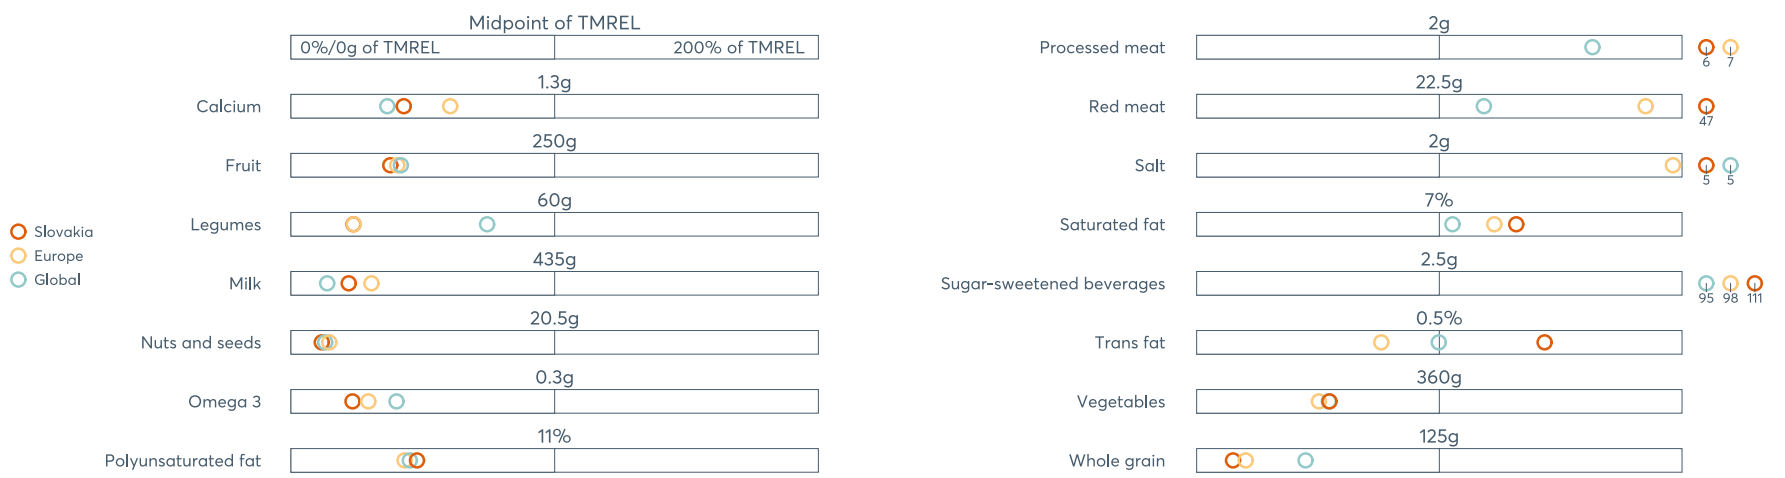 Midpoint of TMREL
0%/0g of TMREL 200% of TMREL
1.3g
Calcium
250g
Fruit
60g
Legumes
435g
Milk
20.5g
Nuts and seeds
0.3g
Omega 3
11%
Polyunsaturated fat
Slovakia
Europe
Global
2g
Processed meat
6 7
22.5g
Red meat
47
2g
Salt
5 5
7%
Saturated fat
2.5g
Sugar-sweetened beverages
95 98 111
0.5%
Trans fat
360g
Vegetables
125g
Whole grain